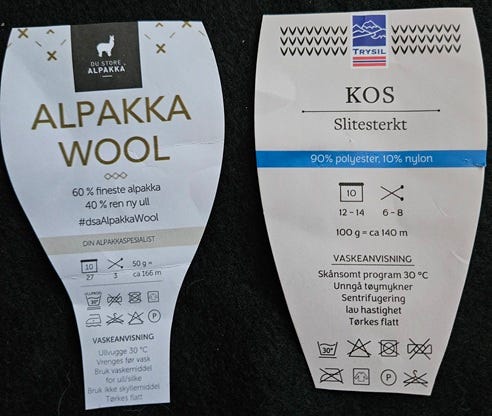 DU STORE
ALPAKKA
ALPAKKA
WOOL
60 % fineste alpakka
40 % ren ny ull
#dsaAlpakkaWool
DIN ALPAKKASPESIALIST
10
27
3
50 g =
ca 166 m
ULLPROG
30°
P
VASKEANVISNING
Ullvugge 30 °C
Vrenges før vask
Bruk vaskemiddel
for ull/silke
Bruk ikke skyllemiddel
Tørkes flatt
TRYSIL
KOS
Slitesterkt
90% polyester, 10% nylon
10
12 – 14
6 – 8
100 g = ca 140 m
VASKEANVISNING
Skånsomt program 30 °C
Unngå tøymykner
Sentrifugering
lav hastighet
Tørkes flatt
30°
P